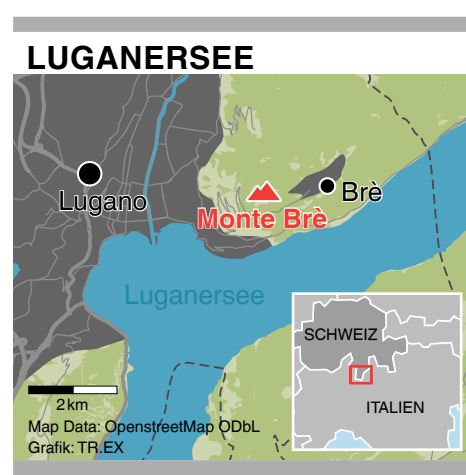 LUGANERSEE
Lugano
Brè
Monte Brè
Luganersee
SCHWEIZ
ITALIEN
2 km
Map Data: OpenstreetMap ODbL
Grafik: TR.EX